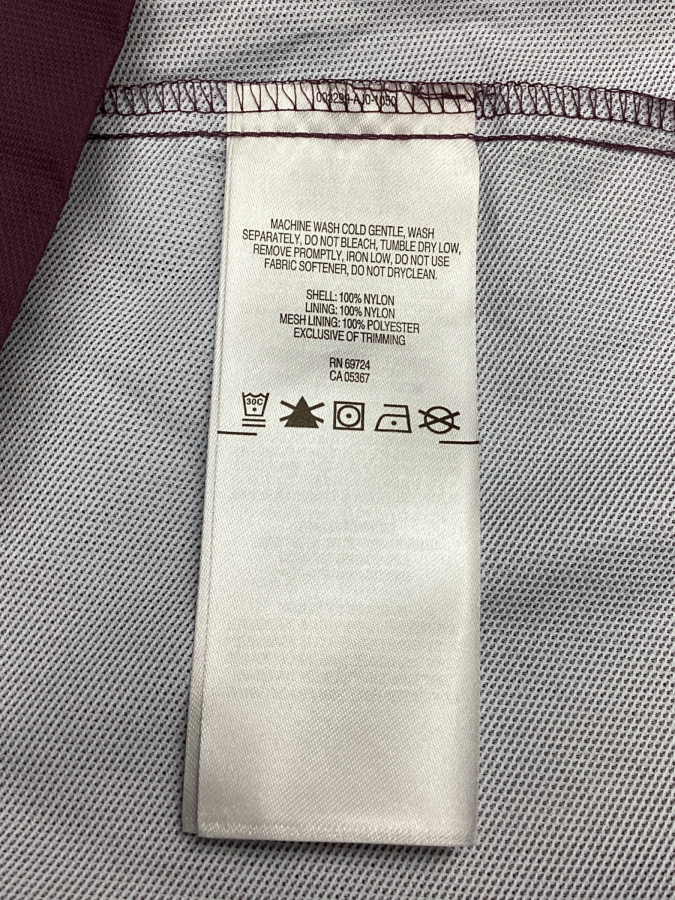 MACHINE WASH COLD GENTLE, WASH
SEPARATELY, DO NOT BLEACH, TUMBLE DRY LOW,
REMOVE PROMPTLY, IRON LOW, DO NOT USE
FABRIC SOFTENER, DO NOT DRYCLEAN.
SHELL: 100% NYLON
LINING: 100% NYLON
MESH LINING: 100% POLYESTER
EXCLUSIVE OF TRIMMING
RN 69724
CA 05367
30C